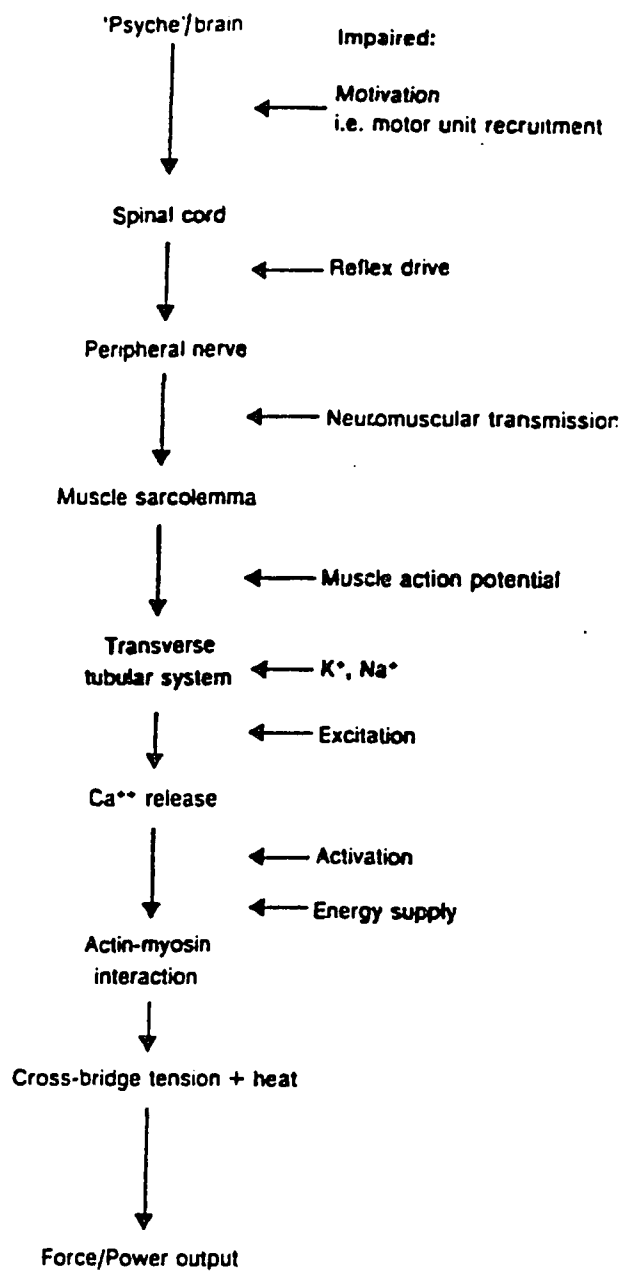 'Psyche'/brain
Impaired:
Motivation
i.e. motor unit recruitment
Spinal cord
Reflex drive
Peripheral nerve
Neuromuscular transmission
Muscle sarcolemma
Muscle action potential
Transverse
tubular system
K⁺, Na⁺
Excitation
Ca⁺⁺ release
Activation
Energy supply
Actin-myosin
interaction
Cross-bridge tension + heat
Force/Power output